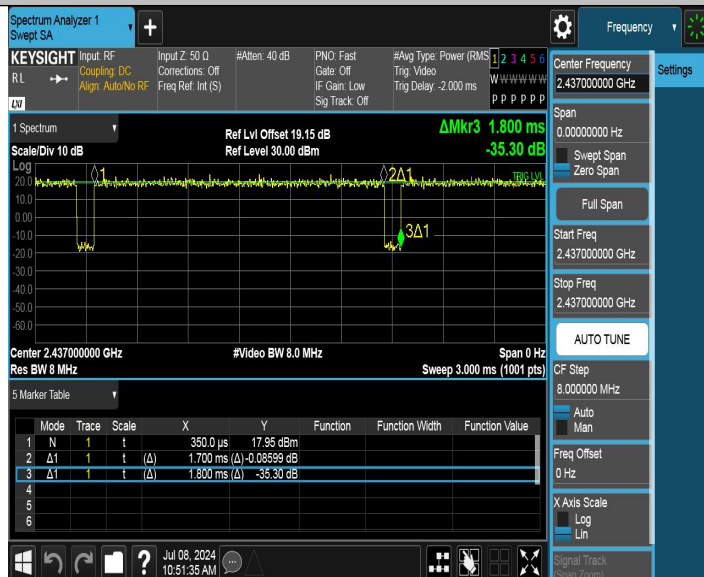 Spectrum Analyzer 1
Swept SA
+
Frequency
KEYSIGHT
RL
LXI
Input: RF
Coupling: DC
Align: Auto/No RF
Input Z: 50 Ω
Corrections: Off
Freq Ref: Int (S)
#Atten: 40 dB
PNO: Fast
Gate: Off
IF Gain: Low
Sig Track: Off
#Avg Type: Power (RMS
Trig: Video
Trig Delay: -2.000 ms
1 2 3 4 5 6
W W W W W W
P P P P P P
Center Frequency
2.437000000 GHz
Settings
Span
0.00000000 Hz
Swept Span
Zero Span
Full Span
Start Freq
2.437000000 GHz
Stop Freq
2.437000000 GHz
AUTO TUNE
CF Step
8.000000 MHz
Auto
Man
Freq Offset
0 Hz
X Axis Scale
Log
Lin
Signal Track
(Span Zoom)
1 Spectrum
Scale/Div 10 dB
Ref Lvl Offset 19.15 dB
Ref Level 30.00 dBm
ΔMkr3 1.800 ms
-35.30 dB
Log
20.0
10.0
0.00
-10.0
-20.0
-30.0
-40.0
-50.0
-60.0
1
2Δ1
TRIG LVL
3Δ1
Center 2.437000000 GHz
Res BW 8 MHz
#Video BW 8.0 MHz
Span 0 Hz
Sweep 3.000 ms (1001 pts)
5 Marker Table
Mode Trace Scale X Y Function Function Width Function Value
1 N 1 t 350.0 µs 17.95 dBm
2 Δ1 1 t (Δ) 1.700 ms (Δ) -0.08599 dB
3 Δ1 1 t (Δ) 1.800 ms (Δ) -35.30 dB
4
5
6
?
Jul 08, 2024
10:51:35 AM